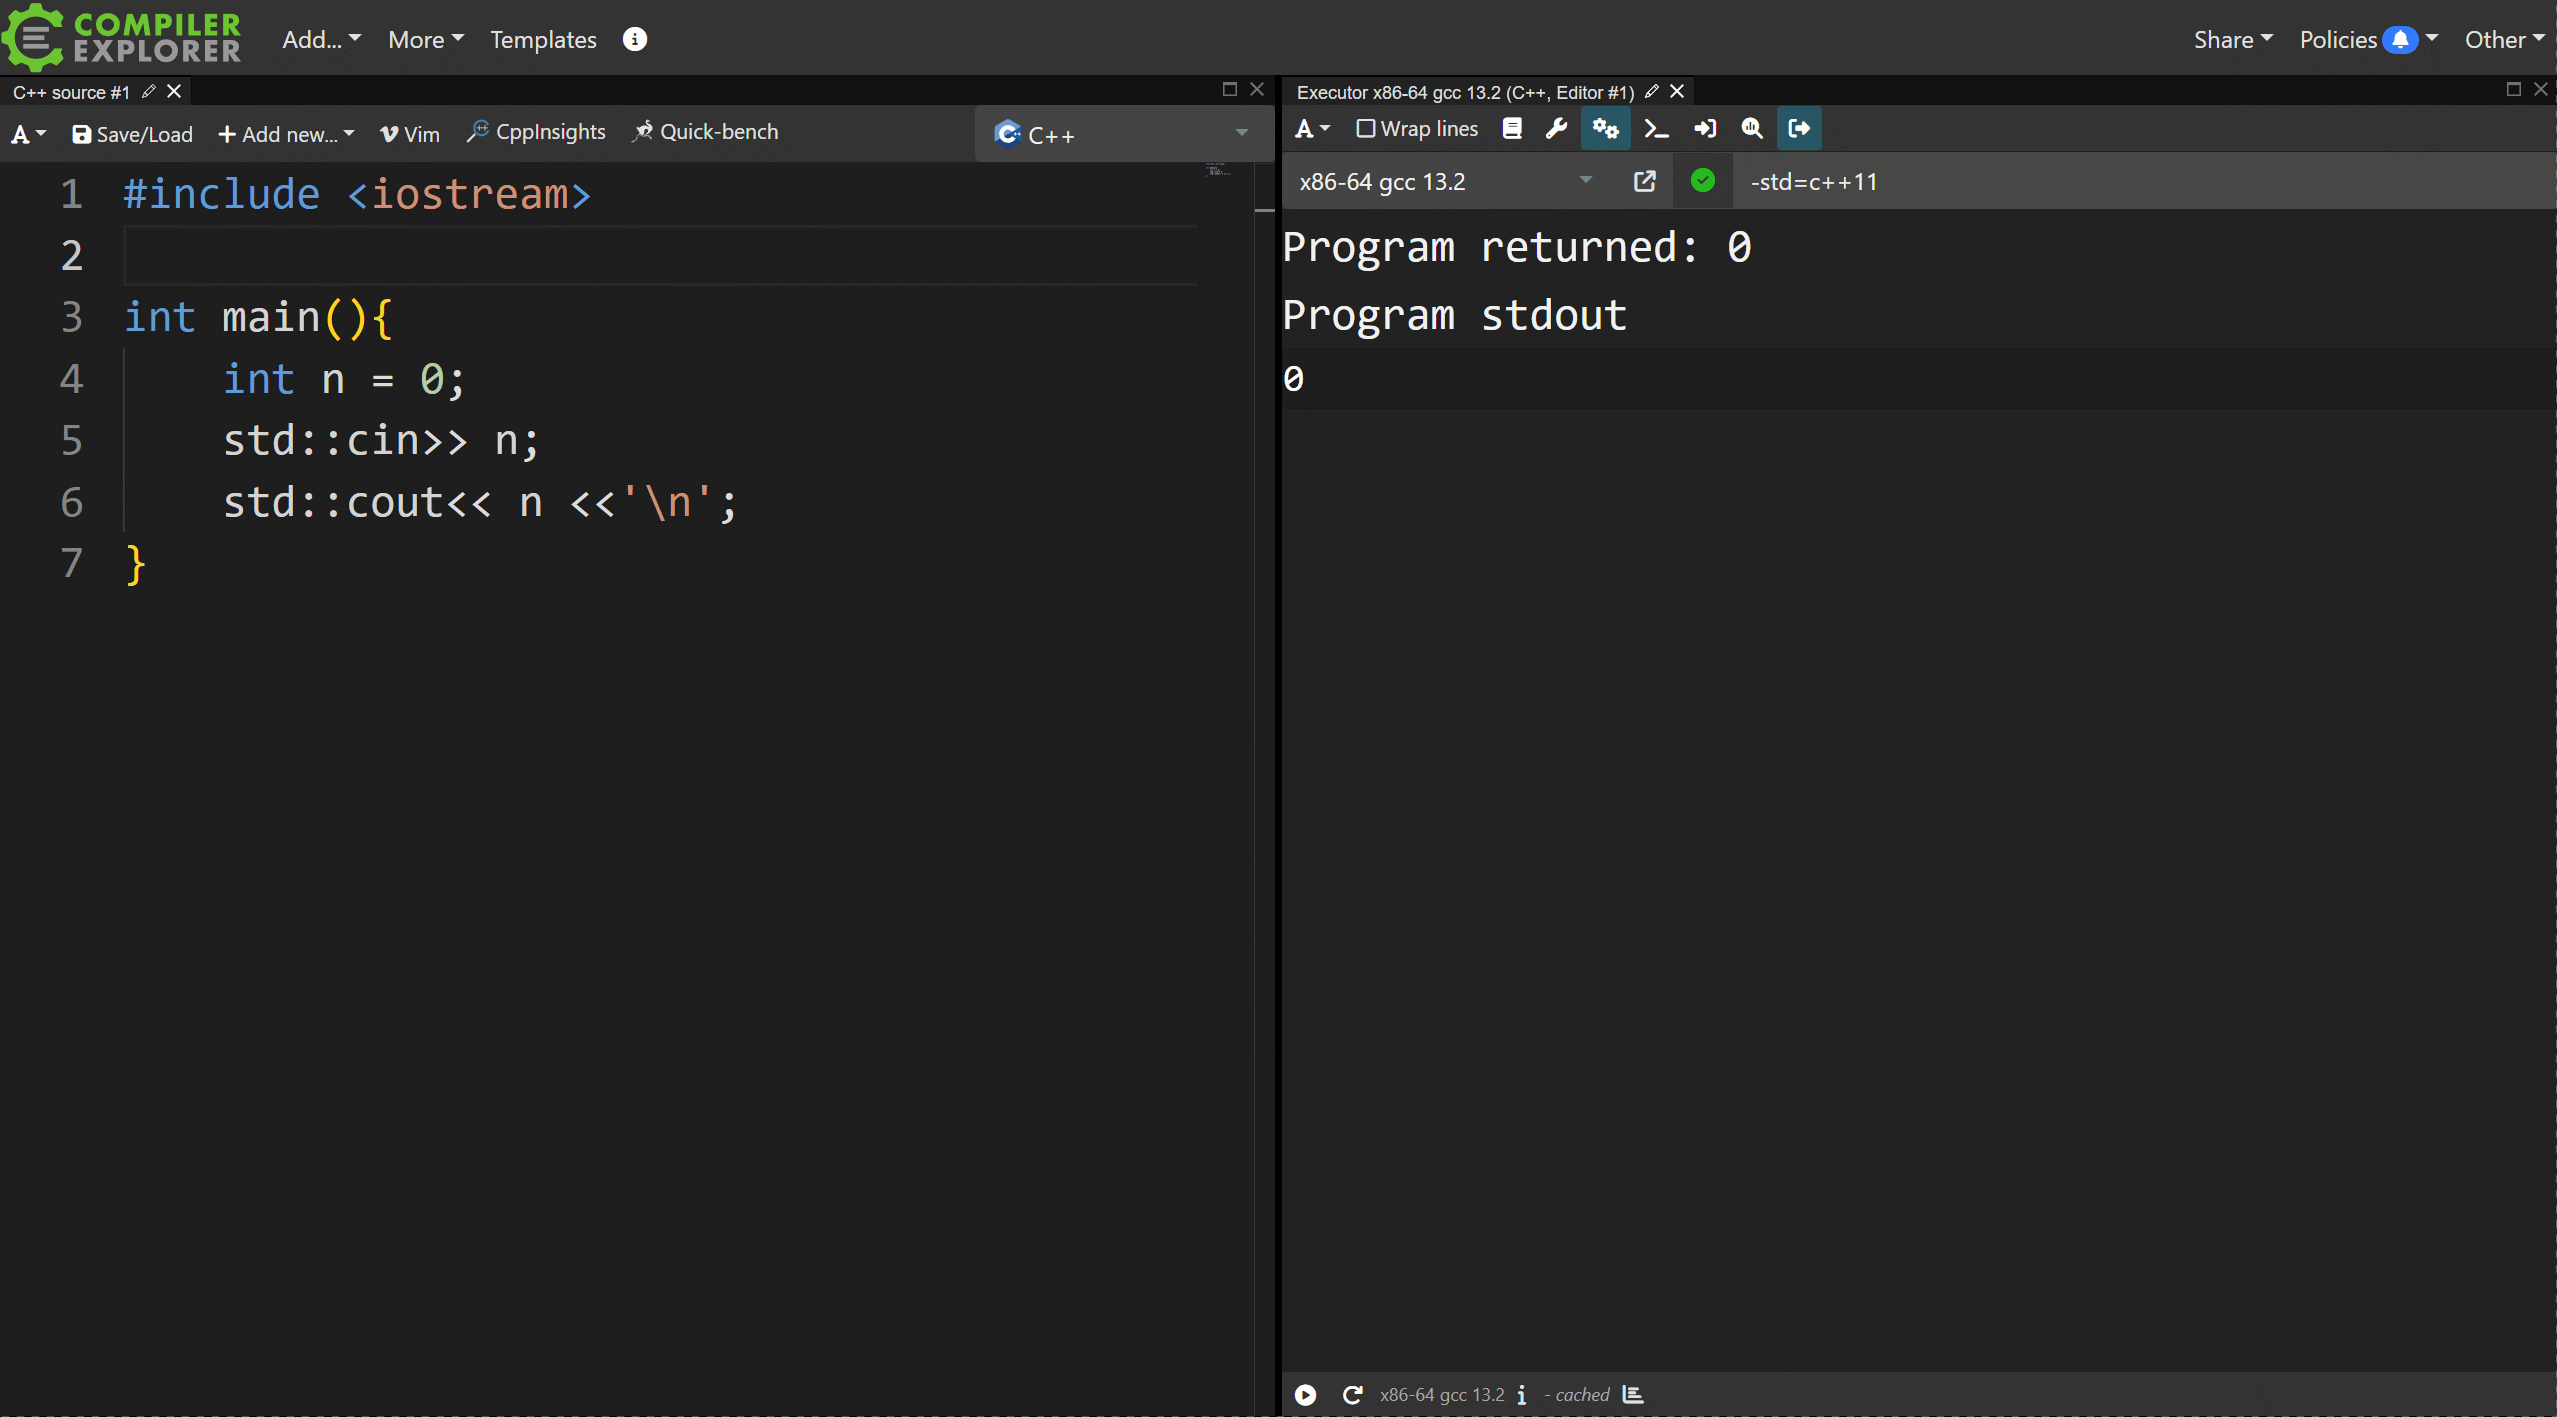 COMPILER EXPLORER Add... More Templates Share Policies Other
C++ source #1
Save/Load Add new... Vim CppInsights Quick-bench C++
1 #include <iostream>
2
3 int main(){
4 int n = 0;
5 std::cin>> n;
6 std::cout<< n <<'\n';
7 }
Executor x86-64 gcc 13.2 (C++, Editor #1)
A Wrap lines
x86-64 gcc 13.2 -std=c++11
Program returned: 0
Program stdout
0
x86-64 gcc 13.2 - cached